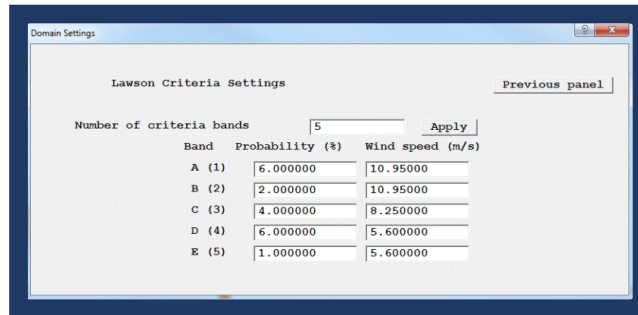 Domain Settings
Lawson Criteria Settings
Previous panel
Number of criteria bands 5 Apply
Band Probability (%) Wind speed (m/s)
A (1) 6.000000 10.95000
B (2) 2.000000 10.95000
C (3) 4.000000 8.250000
D (4) 6.000000 5.600000
E (5) 1.000000 5.600000